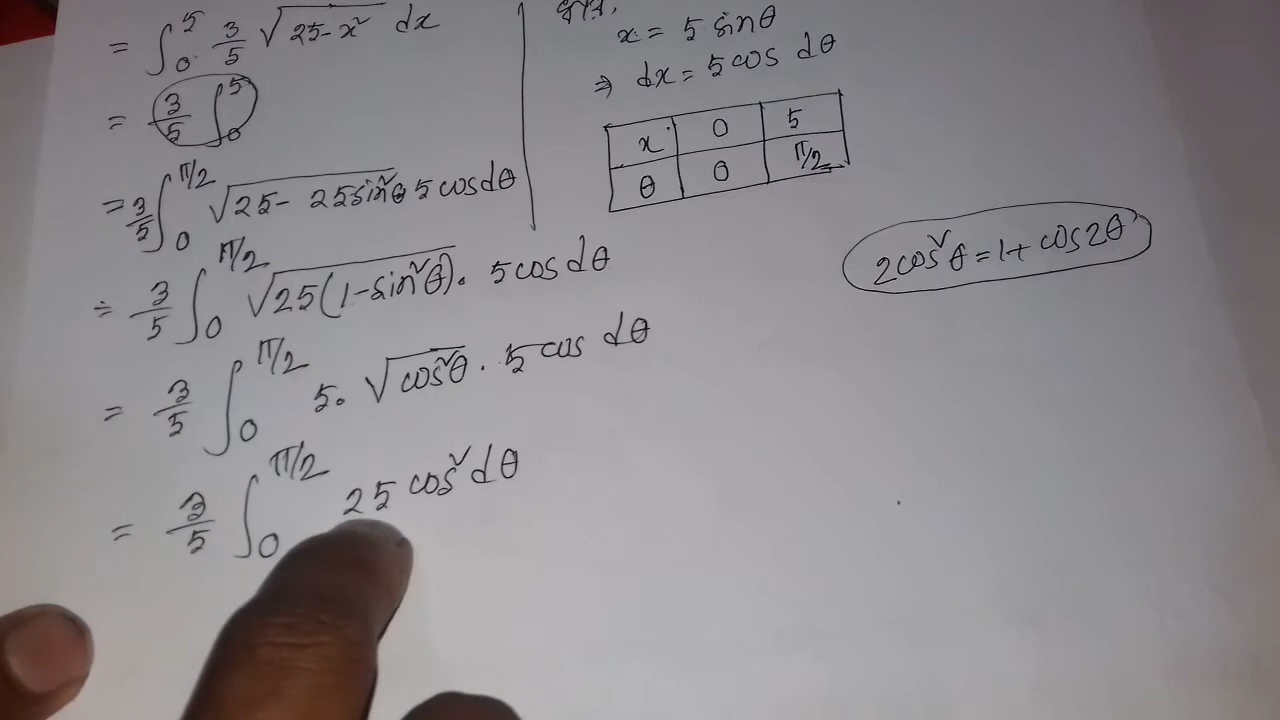 = ∫₀⁵ 3/5 √25-x² dx
= 3/5 ∫₀⁵
= 3/5 ∫₀^π/2 √25- 25sin²θ 5 cos dθ
= 3/5 ∫₀^π/2 √25(1-sin²θ) . 5 cos dθ
= 3/5 ∫₀^π/2 5. √cos²θ . 5 cos dθ
= 3/5 ∫₀^π/2 25 cos² dθ
x = 5 sinθ
⇒ dx = 5 cos dθ
x 0 5
θ 0 π/2
2cos²θ = 1+ cos2θ